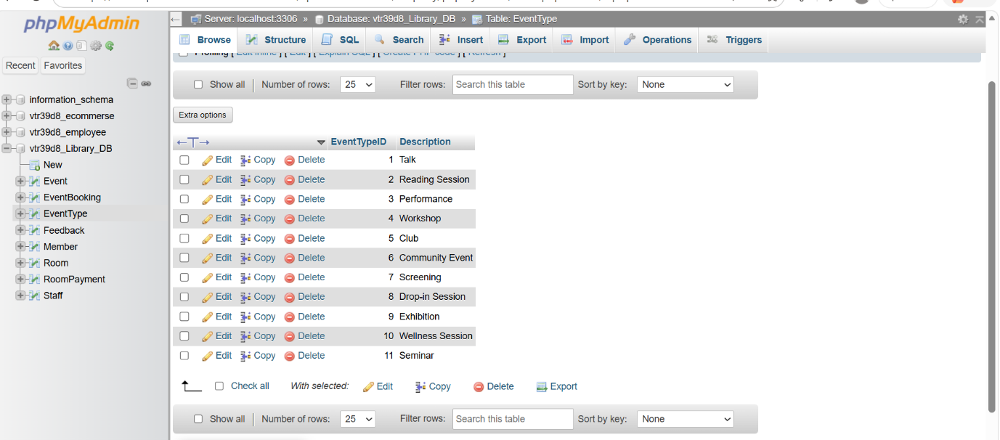 phpMyAdmin
Recent Favorites
information_schema
vtr39d8_ecommerse
vtr39d8_employee
vtr39d8_Library_DB
New
Event
EventBooking
EventType
Feedback
Member
Room
RoomPayment
Staff
Server: localhost:3306 » Database: vtr39d8_Library_DB » Table: EventType
Browse Structure SQL Search Insert Export Import Operations Triggers
Profiling [ Edit inline ] [ Edit ] [ Explain SQL ] [ Create PHP code ] [ Refresh ]
Show all Number of rows: 25 Filter rows: Search this table Sort by key: None
Extra options
←T→ EventTypeID Description
Edit Copy Delete 1 Talk
Edit Copy Delete 2 Reading Session
Edit Copy Delete 3 Performance
Edit Copy Delete 4 Workshop
Edit Copy Delete 5 Club
Edit Copy Delete 6 Community Event
Edit Copy Delete 7 Screening
Edit Copy Delete 8 Drop-in Session
Edit Copy Delete 9 Exhibition
Edit Copy Delete 10 Wellness Session
Edit Copy Delete 11 Seminar
Check all With selected: Edit Copy Delete Export
Show all Number of rows: 25 Filter rows: Search this table Sort by key: None